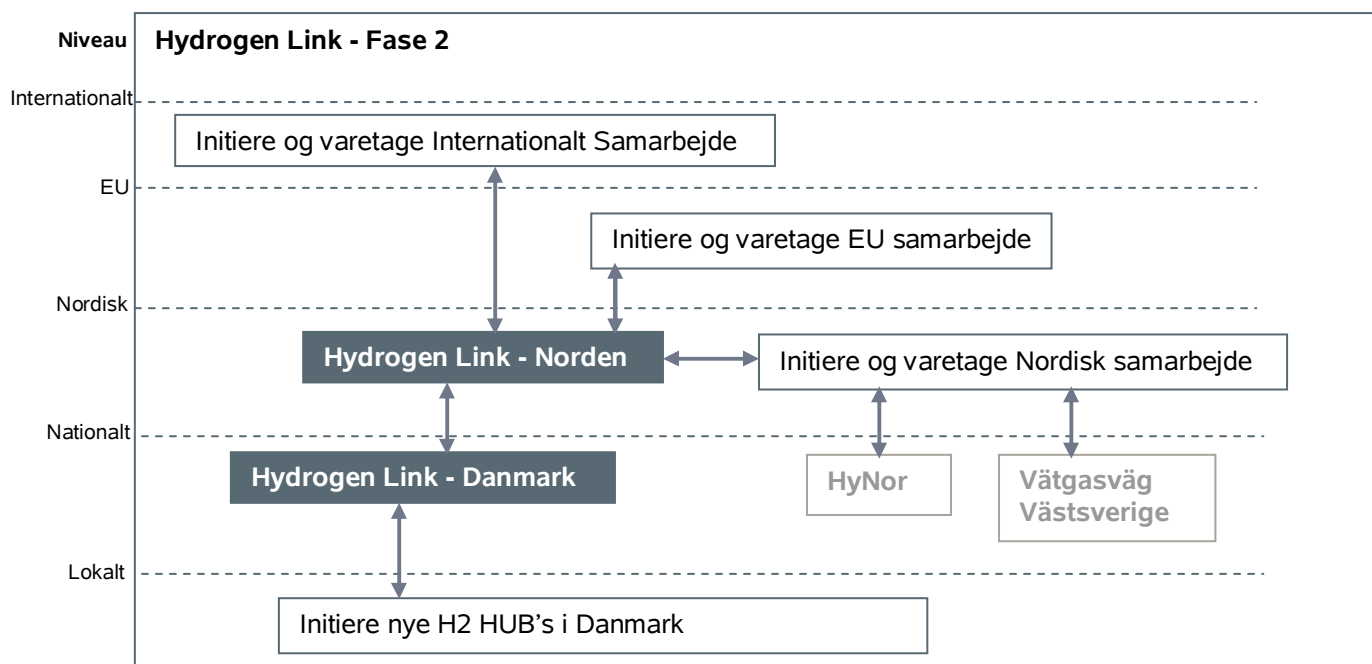 Niveau
Hydrogen Link - Fase 2
Internationalt
Initiere og varetage Internationalt Samarbejde
EU
Initiere og varetage EU samarbejde
Nordisk
Hydrogen Link - Norden
Initiere og varetage Nordisk samarbejde
Nationalt
Hydrogen Link - Danmark
HyNor
Vätgasväg
Västsverige
Lokalt
Initiere nye H2 HUB’s i Danmark